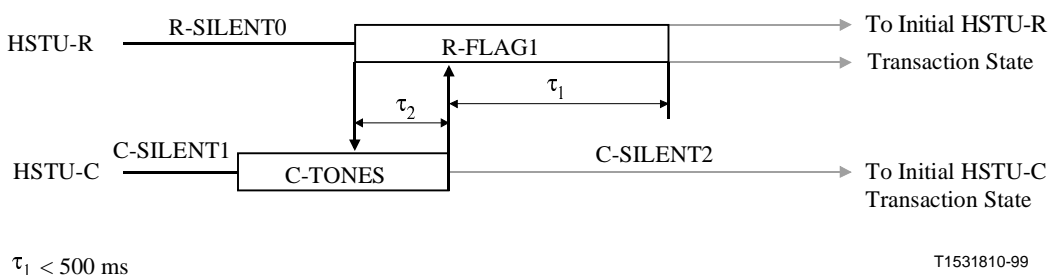 R-SILENT0
To Initial HSTU-R
HSTU-R
R-FLAG1
Transaction State
τ1
τ2
C-SILENT1
C-SILENT2
HSTU-C
C-TONES
To Initial HSTU-C
Transaction State
τ1 < 500 ms
T1531810-99